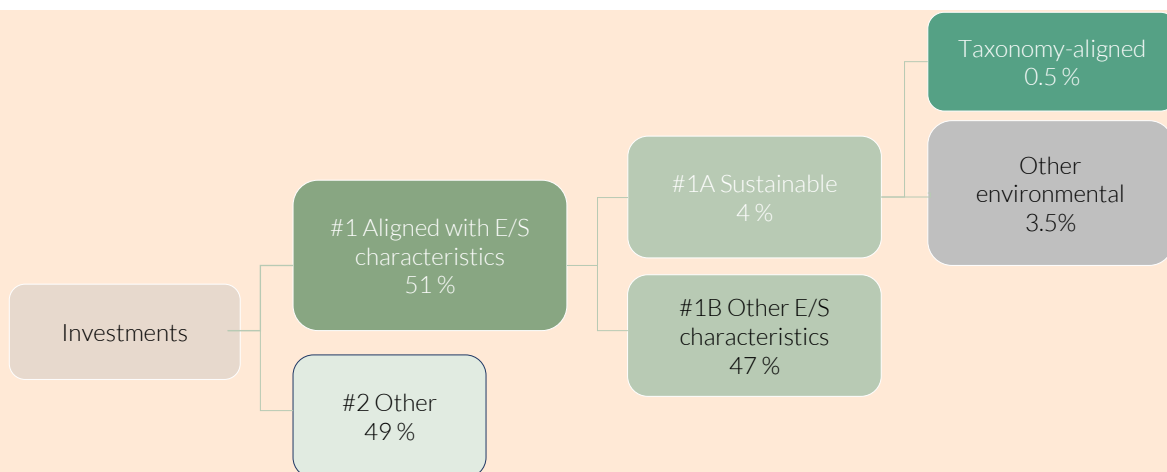 Taxonomy-aligned
0.5 %
Other
environmental
3.5%
#1A Sustainable
4 %
#1 Aligned with E/S
characteristics
51 %
#1B Other E/S
characteristics
47 %
Investments
#2 Other
49 %